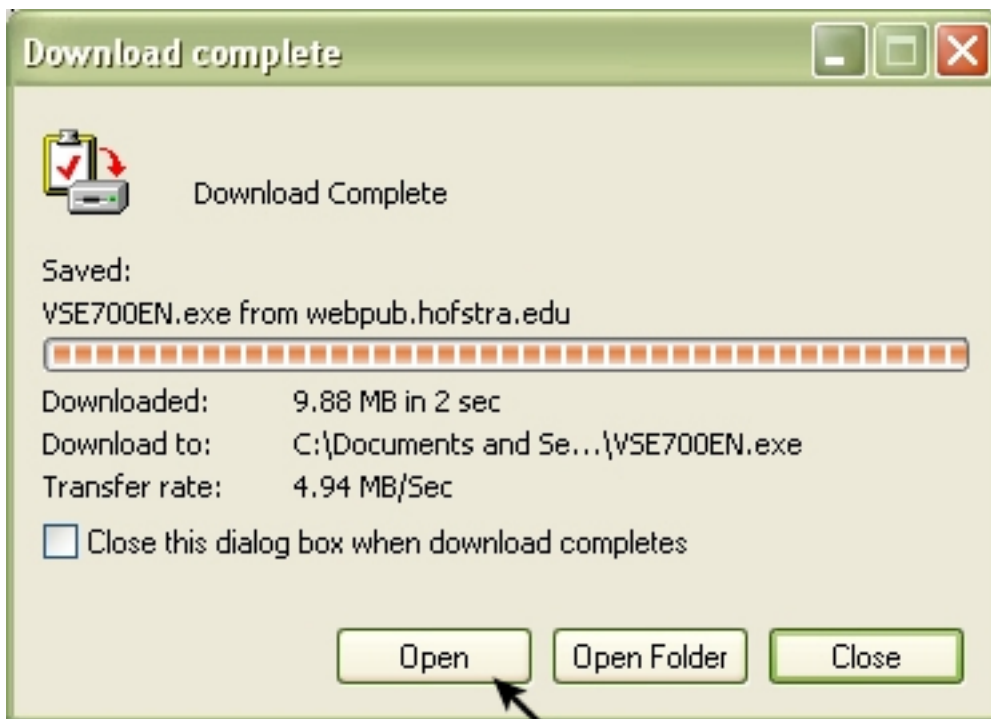 Download complete
Download Complete
Saved:
VSE700EN.exe from webpub.hofstra.edu
Downloaded: 9.88 MB in 2 sec
Download to: C:\Documents and Se...\VSE700EN.exe
Transfer rate: 4.94 MB/Sec
Close this dialog box when download completes
Open Open Folder Close